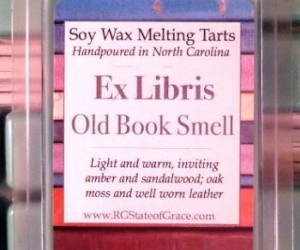 Soy Wax Melting Tarts
Handpoured in North Carolina
Ex Libris
Old Book Smell
Light and warm, inviting
amber and sandalwood; oak
moss and well worn leather
www.RGStateofGrace.com